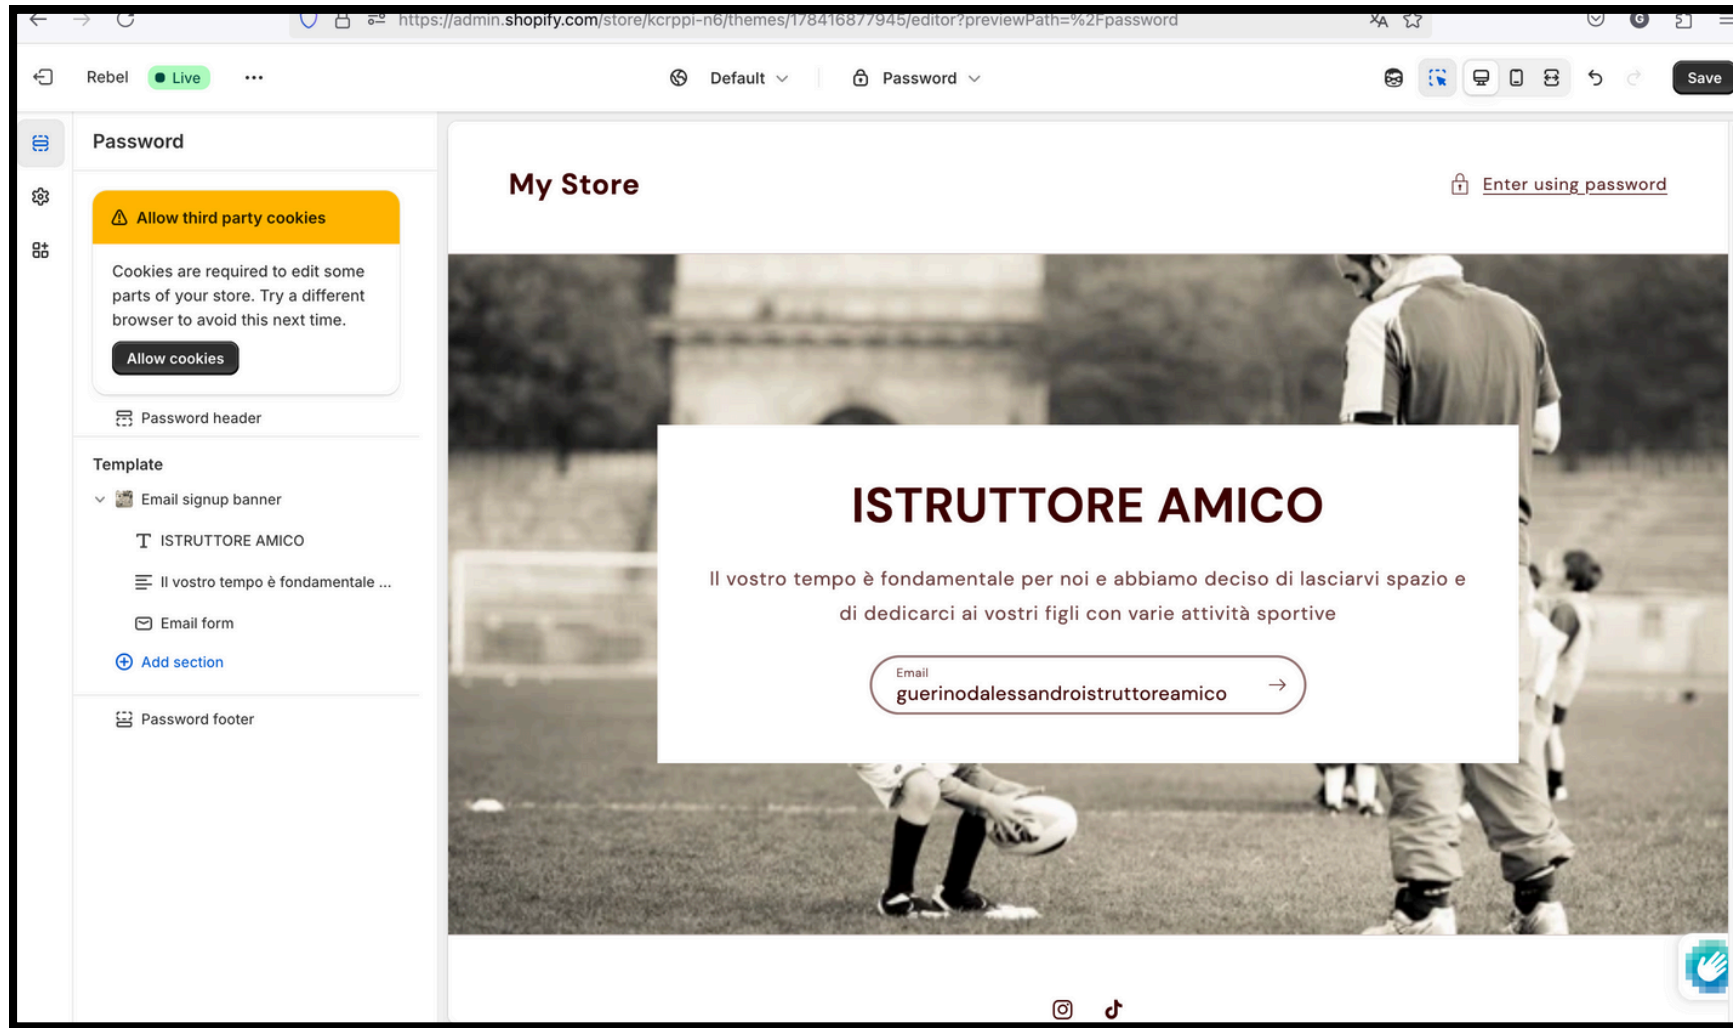 https://admin.shopify.com/store/kcrppi-n6/themes/178416877945/editor?previewPath=%2Fpassword
G
Rebel
Live
Default
Password
Save
Password
Allow third party cookies
Cookies are required to edit some
parts of your store. Try a different
browser to avoid this next time.
Allow cookies
Password header
Template
Email signup banner
ISTRUTTORE AMICO
Il vostro tempo è fondamentale ...
Email form
Add section
Password footer
My Store
Enter using password
ISTRUTTORE AMICO
Il vostro tempo è fondamentale per noi e abbiamo deciso di lasciarvi spazio e
di dedicarci ai vostri figli con varie attività sportive
Email
guerinodalessandroistruttoreamico